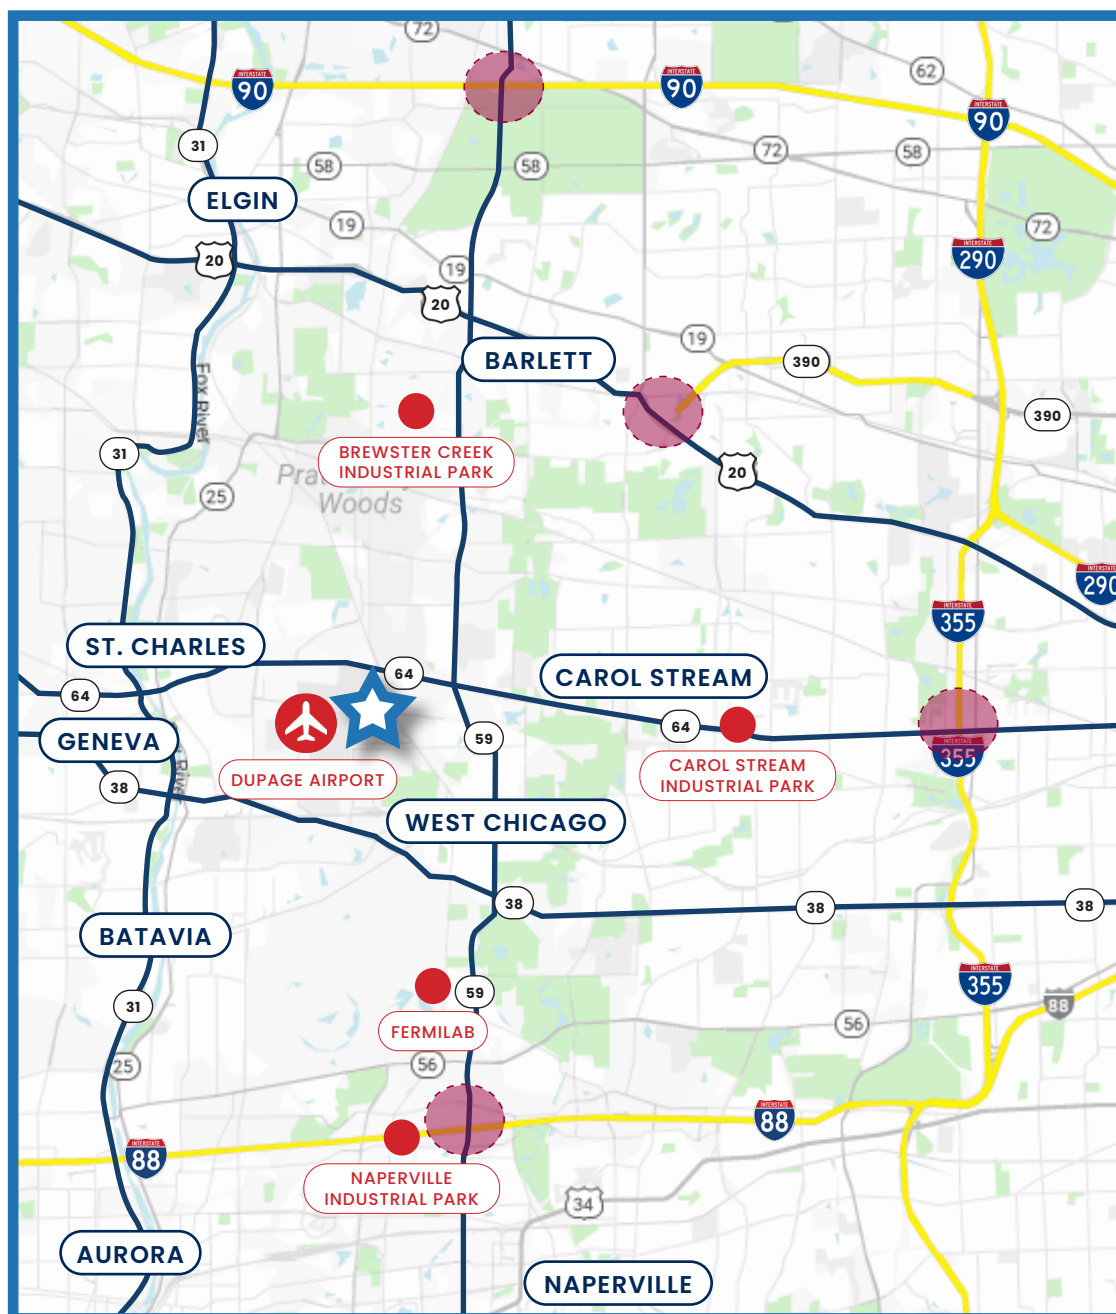 72
62
INTERSTATE
90
INTERSTATE
90
INTERSTATE
90
31
58
58
72
58
ELGIN
19
72
20
19
INTERSTATE
290
20
19
BARLETT
390
390
Fox River
BREWSTER CREEK
INDUSTRIAL PARK
31
20
25
Woods
INTERSTATE
290
INTERSTATE
355
ST. CHARLES
64
CAROL STREAM
64
64
GENEVA
59
INTERSTATE
355
DUPAGE AIRPORT
CAROL STREAM
INDUSTRIAL PARK
38
River
WEST CHICAGO
38
38
38
BATAVIA
59
INTERSTATE
355
31
88
FERMILAB
56
25
56
INTERSTATE
88
INTERSTATE
88
NAPERVILLE
INDUSTRIAL PARK
34
AURORA
NAPERVILLE